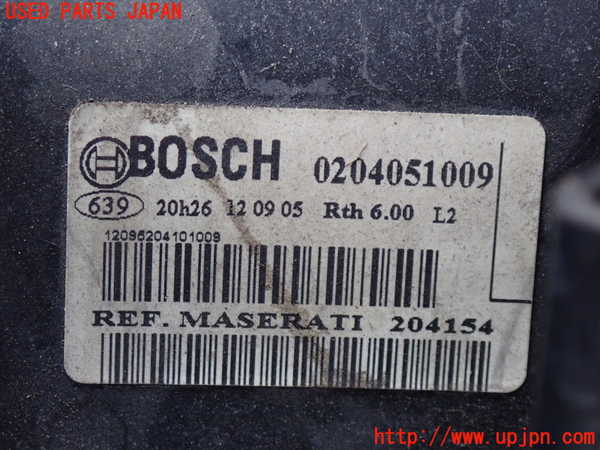 USED PARTS JAPAN
BOSCH 0204051009
639 20h26 12 09 05 Rth 6.00 L2
12096204101009
REF. MASERATI 204154
http://www.upjpn.com/